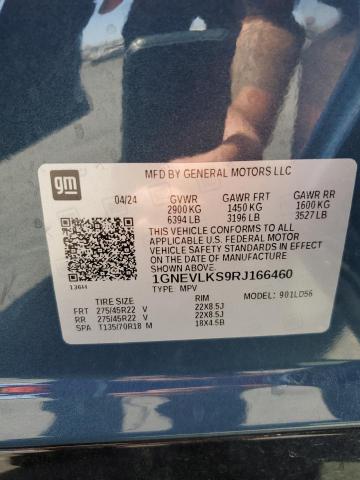 gm
MFD BY GENERAL MOTORS LLC
04/24 GVWR GAWR FRT GAWR RR
2900 KG 1450 KG 1600 KG
6394 LB 3196 LB 3527 LB
THIS VEHICLE CONFORMS TO ALL APPLICABLE
U.S. FEDERAL MOTOR VEHICLE SAFETY STANDARDS IN EFFECT
ON THE DATE OF MANUFACTURE SHOWN ABOVE.
1GNEVLKS9RJ166460
136H
TYPE MPV
TIRE SIZE RIM MODEL: 901LD56
FRT 275/45R22 V 22X8.5J
RR 275/45R22 V 22X8.5J
SPA T135/70R18 M 18X4.5B